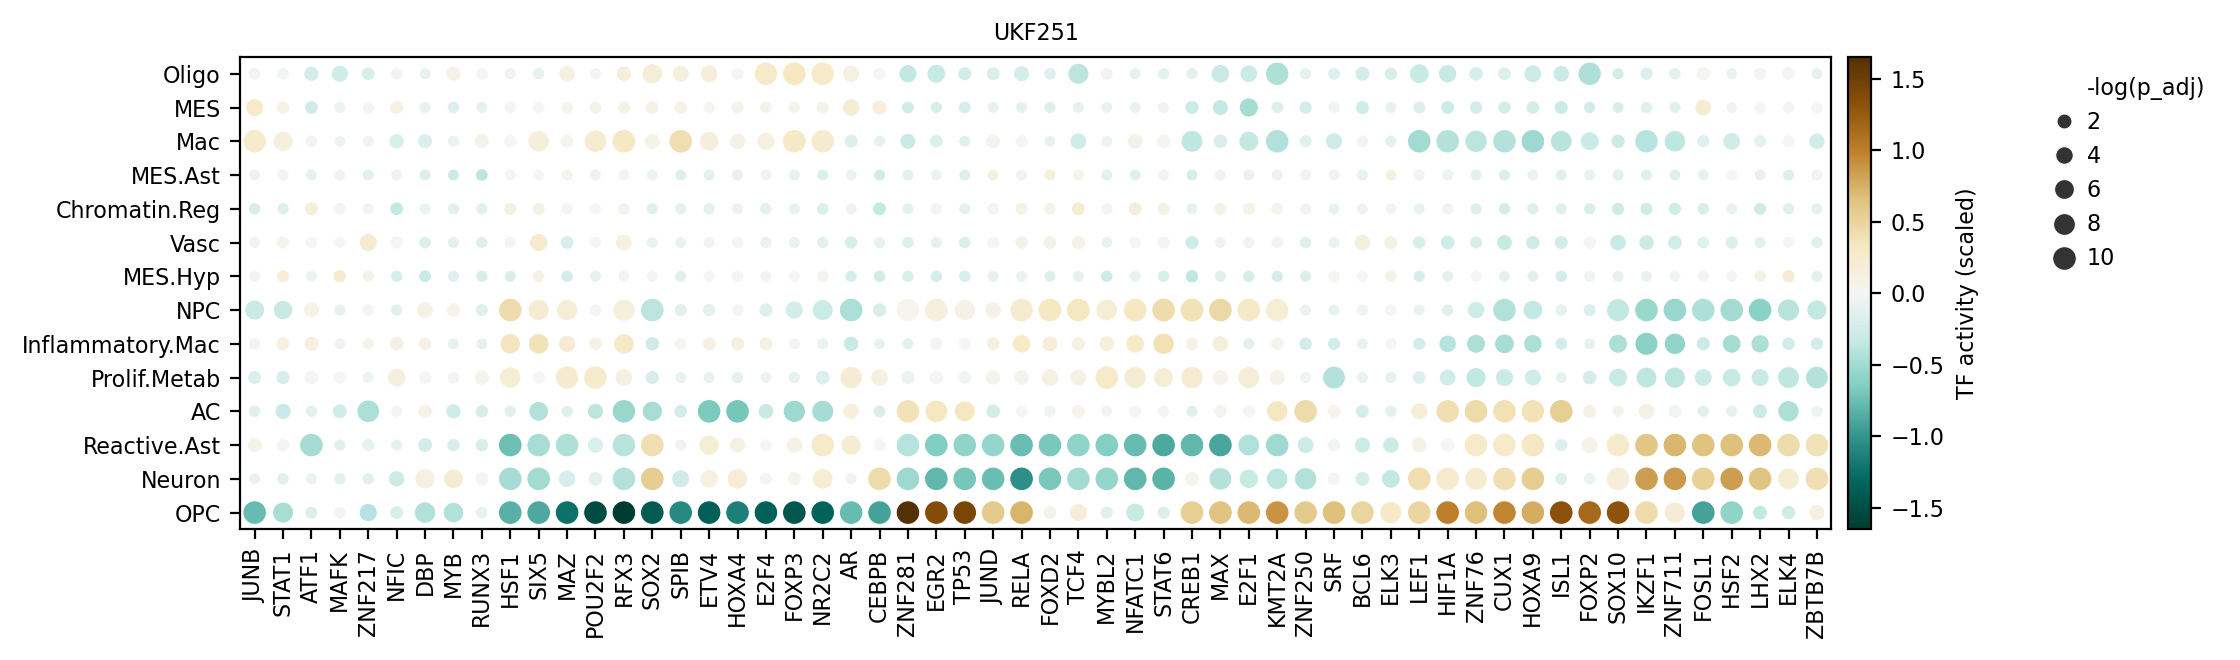 UKF251
Oligo
MES
Mac
MES.Ast
Chromatin.Reg
Vasc
MES.Hyp
NPC
Inflammatory.Mac
Prolif.Metab
AC
Reactive.Ast
Neuron
OPC
JUNB
STAT1
ATF1
MAFK
ZNF217
NFIC
DBP
MYB
RUNX3
HSF1
SIX5
MAZ
POU2F2
RFX3
SOX2
SPIB
ETV4
HOXA4
E2F4
FOXP3
NR2C2
AR
CEBPB
ZNF281
EGR2
TP53
JUND
RELA
FOXD2
TCF4
MYBL2
NFATC1
STAT6
CREB1
MAX
E2F1
KMT2A
ZNF250
SRF
BCL6
ELK3
LEF1
HIF1A
ZNF76
CUX1
HOXA9
ISL1
FOXP2
SOX10
IKZF1
ZNF711
FOSL1
HSF2
LHX2
ELK4
ZBTB7B
1.5
1.0
0.5
0.0
−0.5
−1.0
−1.5
TF activity (scaled)
-log(p_adj)
2
4
6
8
10